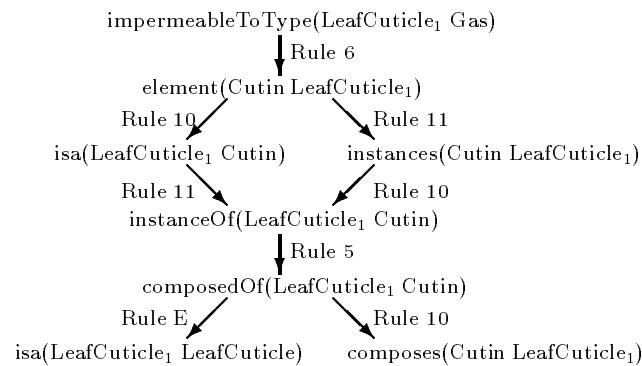 impermeableToType(LeafCuticle₁ Gas)
Rule 6
element(Cutin LeafCuticle₁)
Rule 10 Rule 11
isa(LeafCuticle₁ Cutin) instances(Cutin LeafCuticle₁)
Rule 11 Rule 10
instanceOf(LeafCuticle₁ Cutin)
Rule 5
composedOf(LeafCuticle₁ Cutin)
Rule E Rule 10
isa(LeafCuticle₁ LeafCuticle) composes(Cutin LeafCuticle₁)